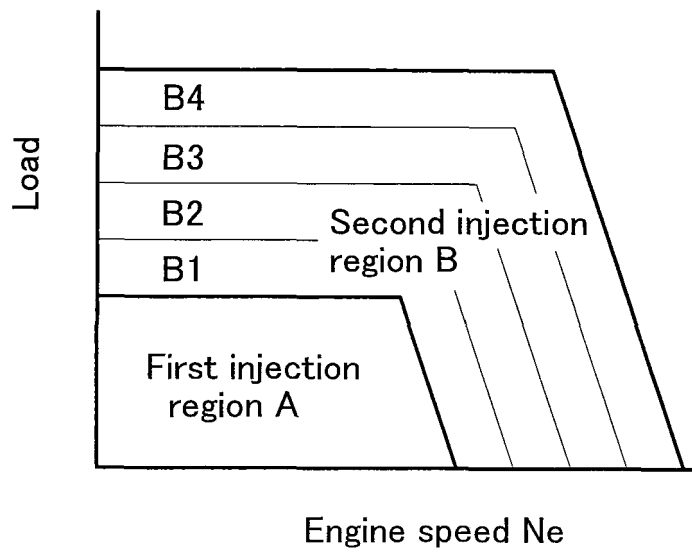 B4
B3
B2
B1
Second injection
region B
First injection
region A
Load
Engine speed Ne